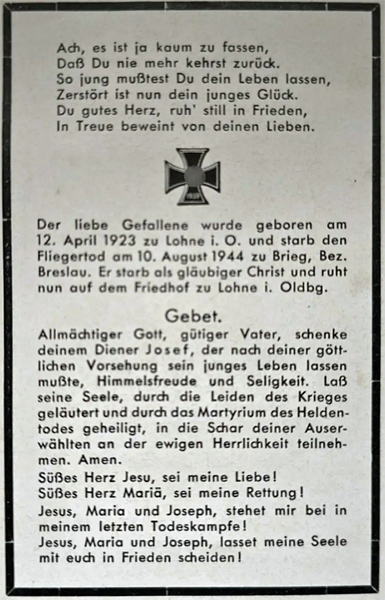 Ach, es ist ja kaum zu fassen,
Daß Du nie mehr kehrst zurück.
So jung mußtest Du dein Leben lassen,
Zerstört ist nun dein junges Glück.
Du gutes Herz, ruh' still in Frieden,
In Treue beweint von deinen Lieben.
1939
Der liebe Gefallene wurde geboren am
12. April 1923 zu Lohne i. O. und starb den
Fliegertod am 10. August 1944 zu Brieg, Bez.
Breslau. Er starb als gläubiger Christ und ruht
nun auf dem Friedhof zu Lohne i. Oldbg.
Gebet.
Allmächtiger Gott, gütiger Vater, schenke
deinem Diener Josef, der nach deiner gött-
lichen Vorsehung sein junges Leben lassen
mußte, Himmelsfreude und Seligkeit. Laß
seine Seele, durch die Leiden des Krieges
geläutert und durch das Martyrium des Helden-
todes geheiligt, in die Schar deiner Auser-
wählten an der ewigen Herrlichkeit teilneh-
men. Amen.
Süßes Herz Jesu, sei meine Liebe!
Süßes Herz Mariä, sei meine Rettung!
Jesus, Maria und Joseph, stehet mir bei in
meinem letzten Todeskampfe!
Jesus, Maria und Joseph, lasset meine Seele
mit euch in Frieden scheiden!